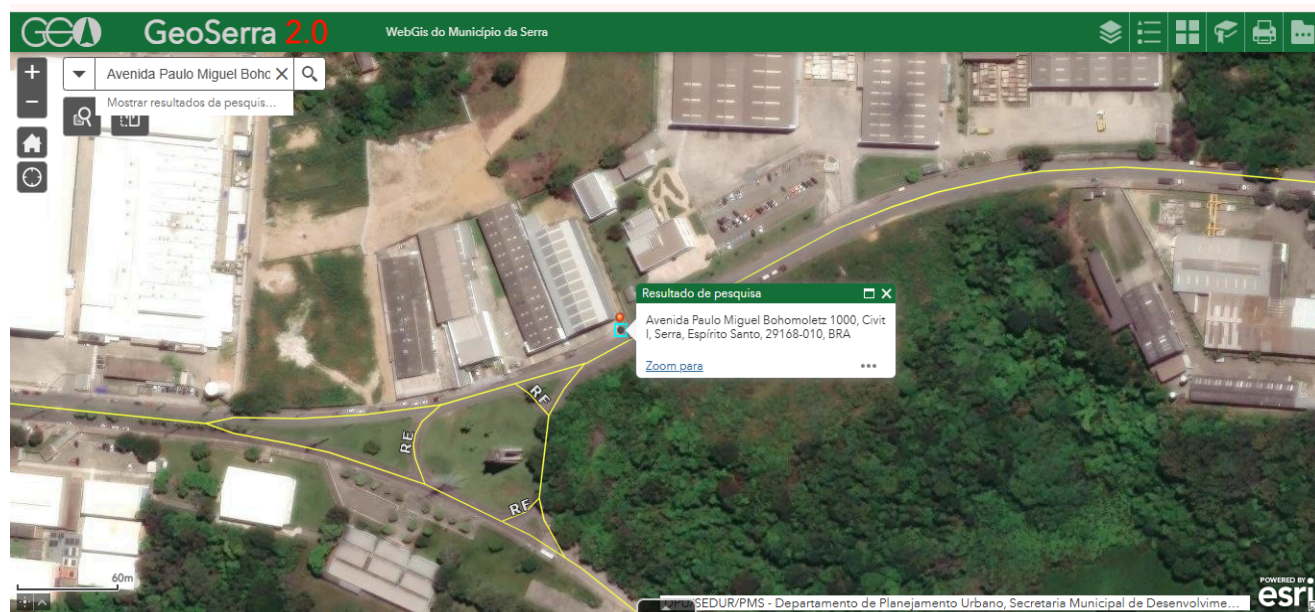 GEO
GeoSerra 2.0
WebGis do Município da Serra
+
Avenida Paulo Miguel Boho
Mostrar resultados da pesquis...
−
Resultado de pesquisa
Avenida Paulo Miguel Bohomoletz 1000, Civit
I, Serra, Espírito Santo, 29168-010, BRA
Zoom para
RF
RE
RF
60m
POWERED BY
esri
DPU/SEDUR/PMS - Departamento de Planejamento Urbano, Secretaria Municipal de Desenvolvime...